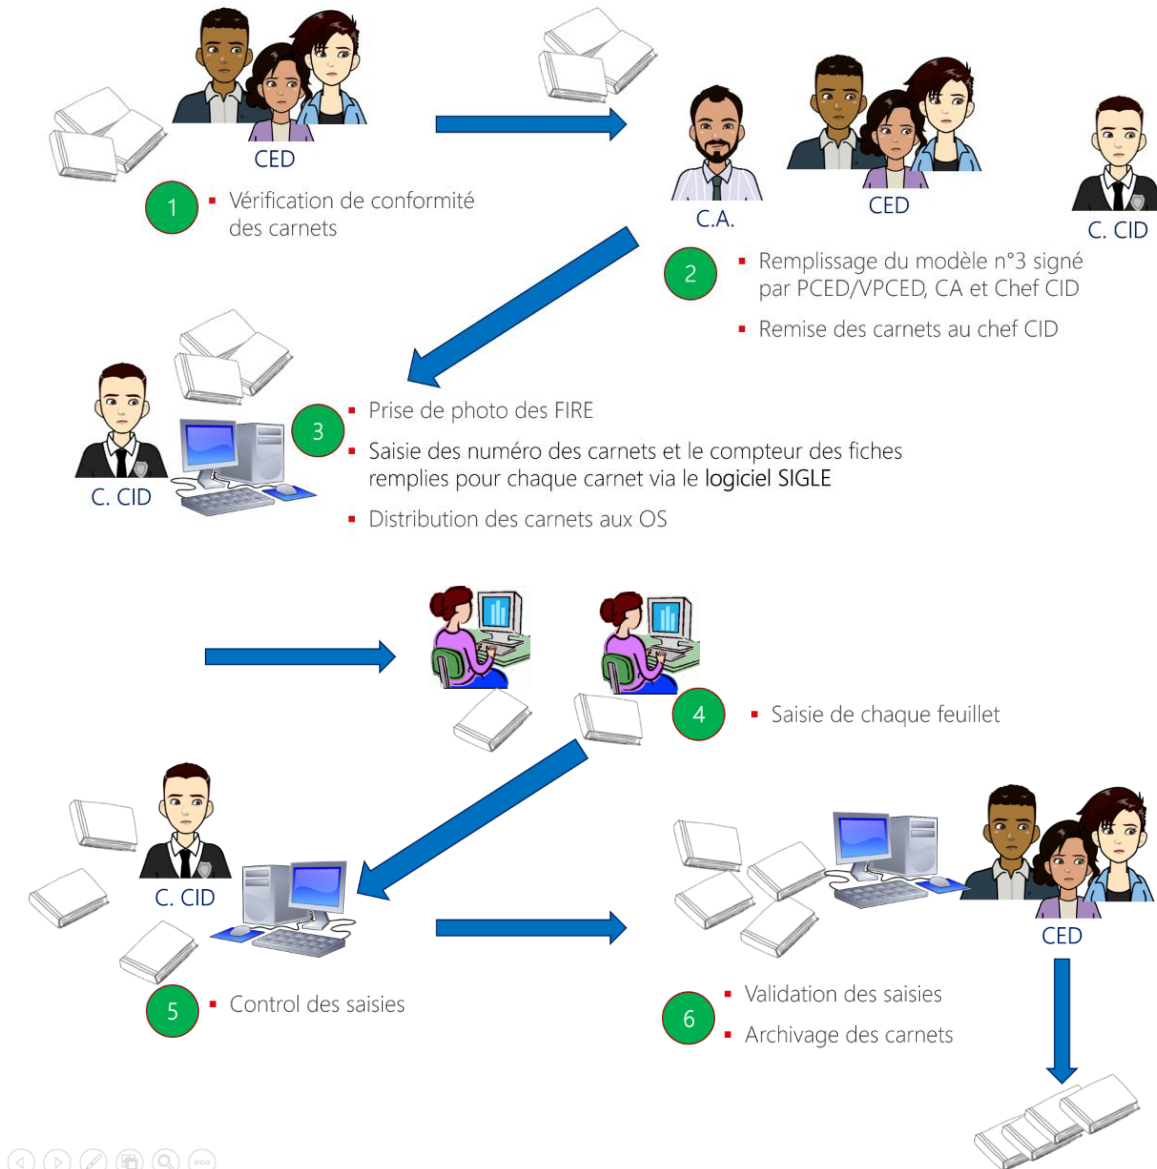 CED
1
▪ Vérification de conformité
des carnets
C.A.
CED
C. CID
2
▪ Remplissage du modèle n°3 signé
par PCED/VPCED, CA et Chef CID
▪ Remise des carnets au chef CID
C. CID
3
▪ Prise de photo des FIRE
▪ Saisie des numéro des carnets et le compteur des fiches
remplies pour chaque carnet via le logiciel SIGLE
▪ Distribution des carnets aux OS
4
▪ Saisie de chaque feuillet
C. CID
5
▪ Control des saisies
CED
6
▪ Validation des saisies
▪ Archivage des carnets